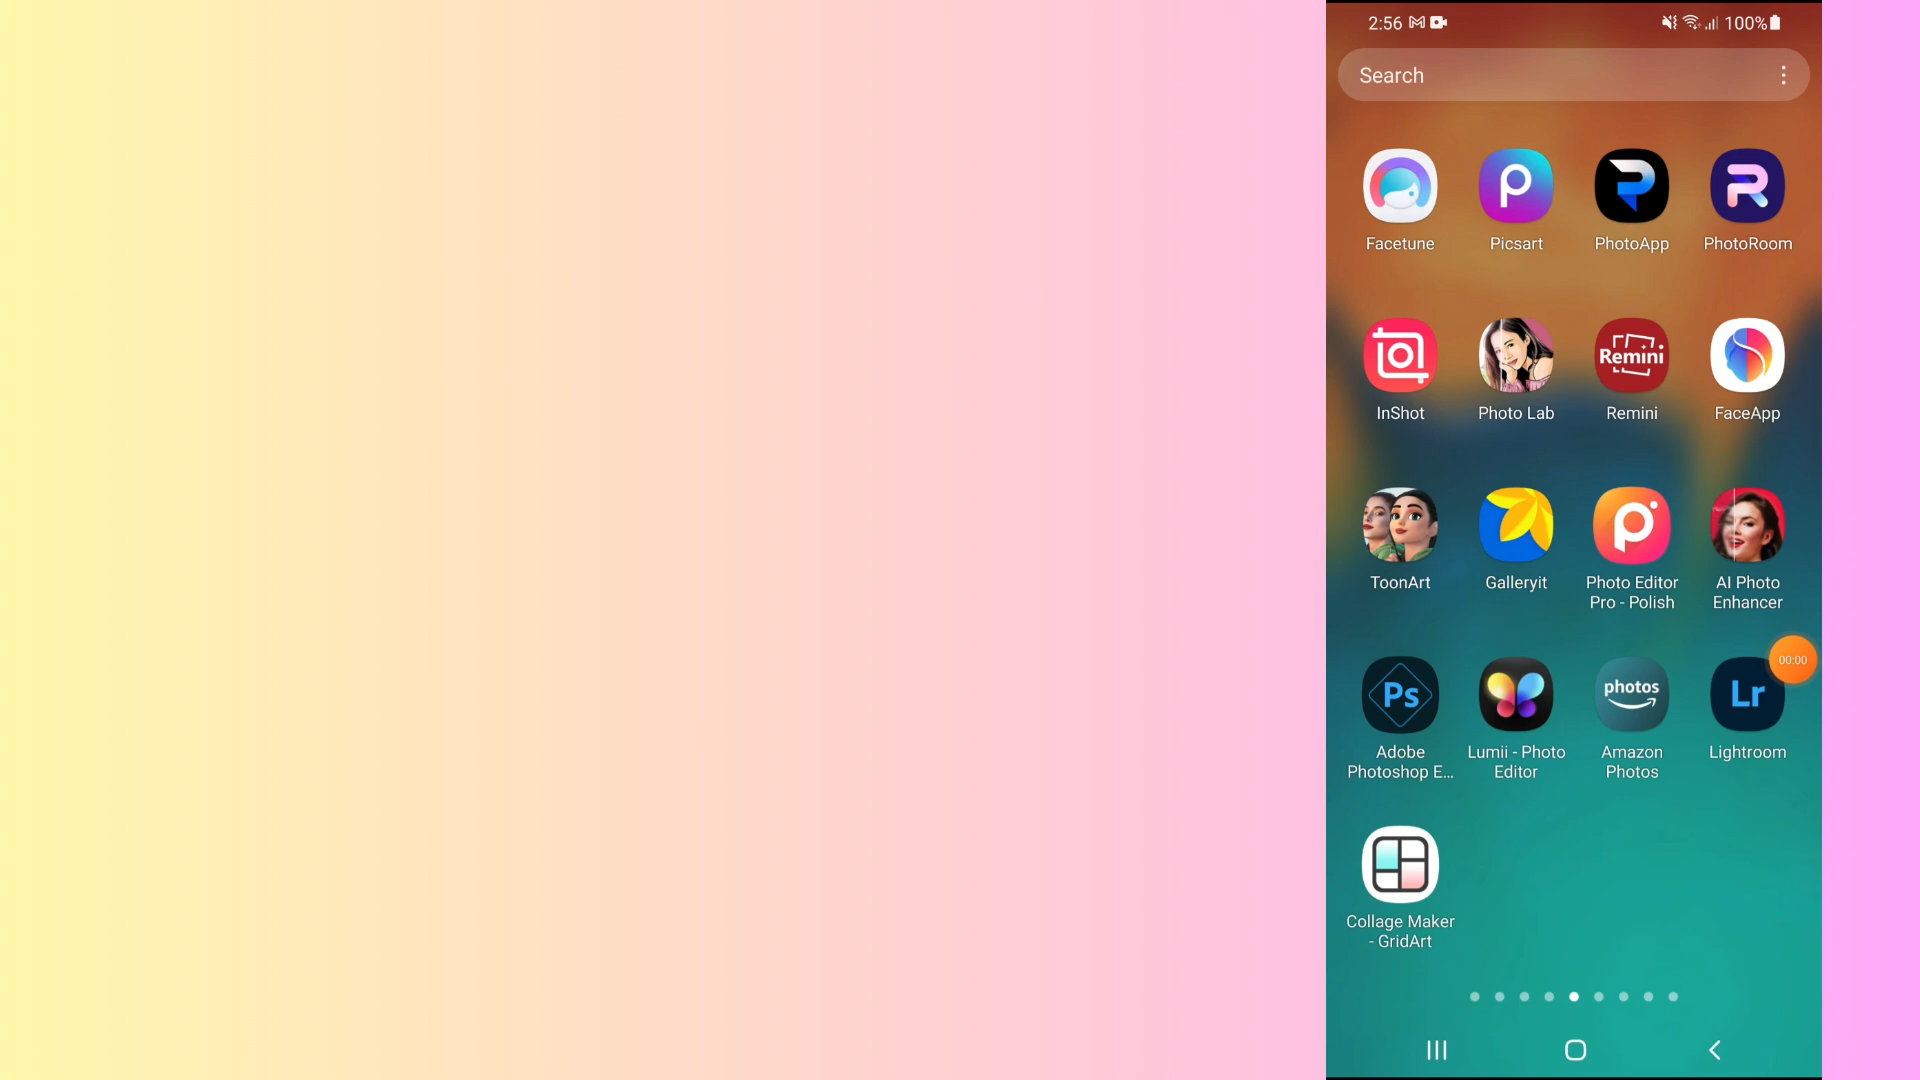 2:56
100%
Search
Facetune
Picsart
PhotoApp
PhotoRoom
Remini
InShot
Photo Lab
Remini
FaceApp
ToonArt
Galleryit
Photo Editor
Pro - Polish
AI Photo
Enhancer
00:00
Ps
photos
Lr
Adobe
Photoshop E...
Lumii - Photo
Editor
Amazon
Photos
Lightroom
Collage Maker
- GridArt